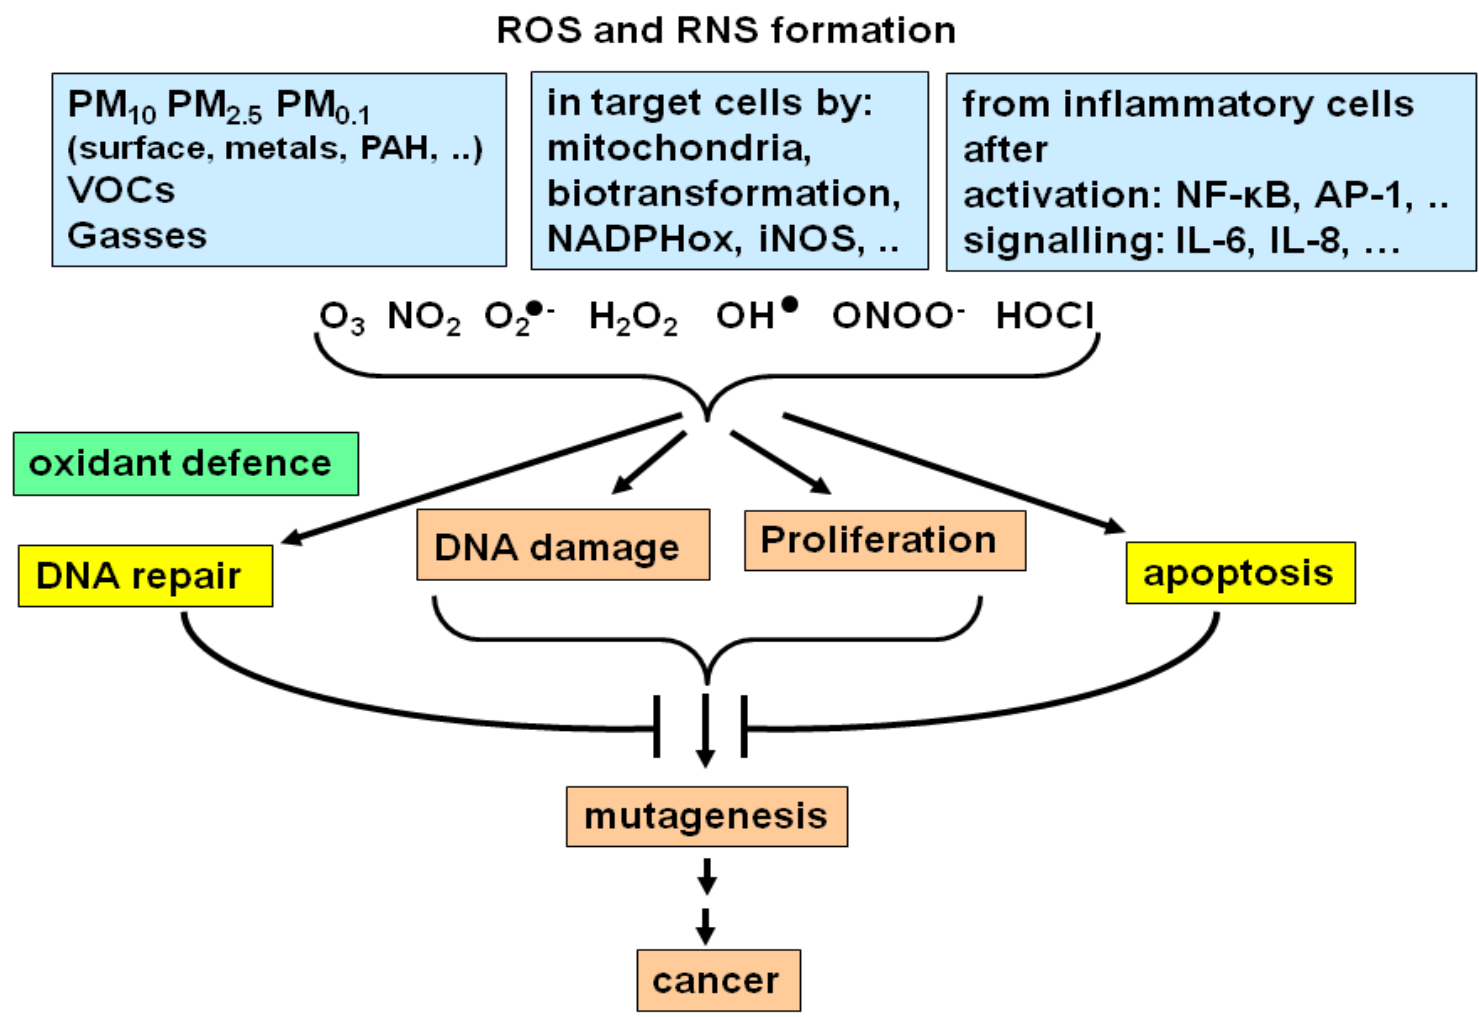 ROS and RNS formation
PM10 PM2.5 PM0.1
(surface, metals, PAH, ..)
VOCs
Gasses
in target cells by:
mitochondria,
biotransformation,
NADPHox, iNOS, ..
from inflammatory cells
after
activation: NF-κB, AP-1, ..
signalling: IL-6, IL-8, ...
O3 NO2 O2●- H2O2 OH● ONOO- HOCl
oxidant defence
DNA repair
DNA damage
Proliferation
apoptosis
mutagenesis
cancer